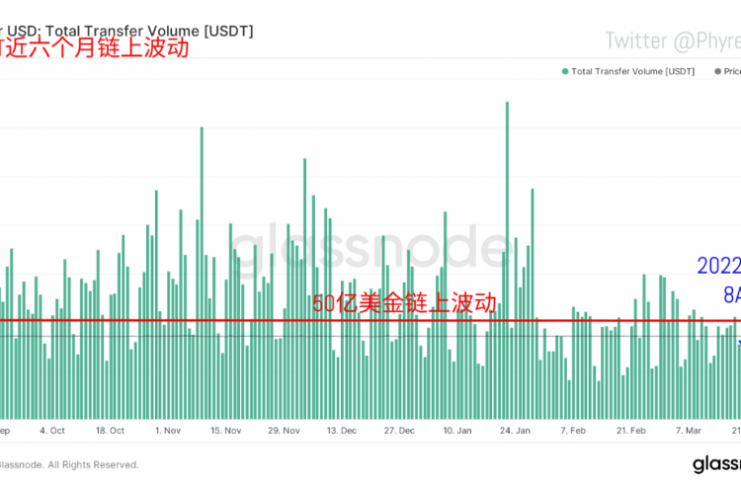 r USD: Total Transfer Volume [USDT]
近六个月链上波动
Twitter @Phyre
Total Transfer Volume [USDT]
Price
glassnode
2022
8A
50亿美金链上波动
ep 4. Oct 18. Oct 1. Nov 15. Nov 29. Nov 13. Dec 27. Dec 10. Jan 24. Jan 7. Feb 21. Feb 7. Mar 21
Glassnode. All Rights Reserved.
glassn